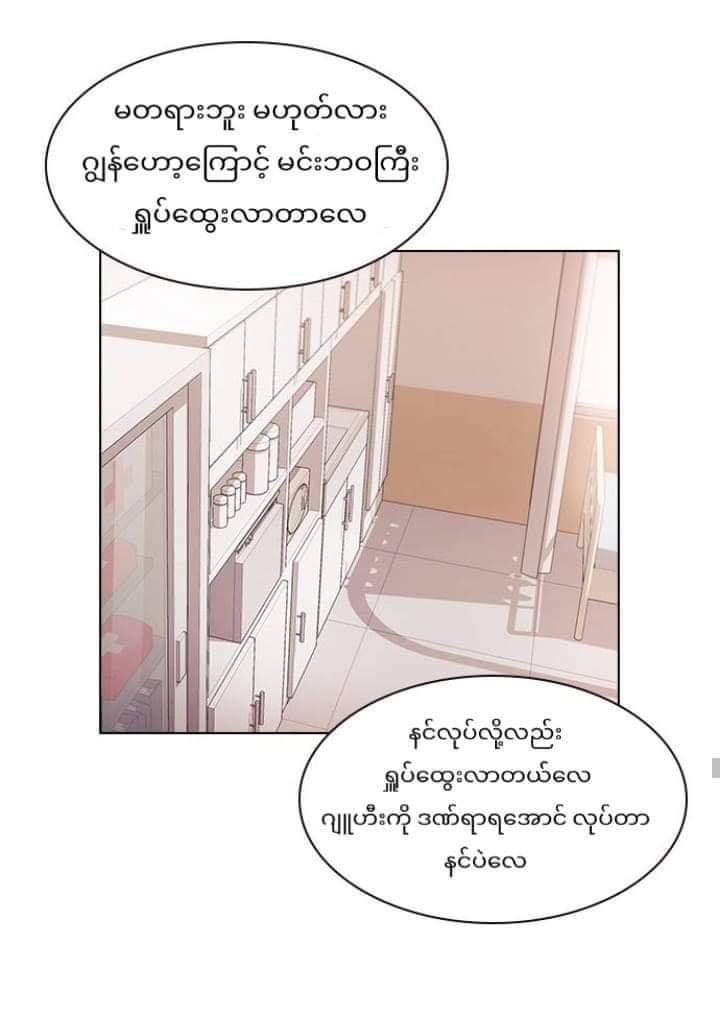 မတရားဘူး မဟုတ်လား
ဂျွန်ဟော့ကြောင့် မင်းဘဝကြီး
ရှူပ်ထွေးလာတာလေ
နင်လုပ်လို့လည်း
ရှူပ်ထွေးလာတယ်လေ
ဂျူဟီးကို ဒဏ်ရာရအောင် လုပ်တာ
နင်ပဲလေ